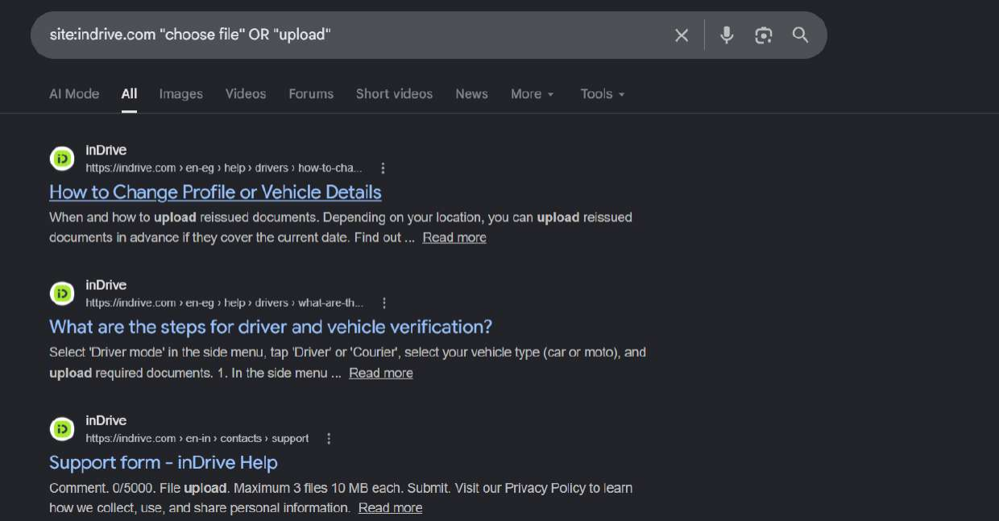 site:indrive.com "choose file" OR "upload"
AI Mode All Images Videos Forums Short videos News More Tools
inDrive
https://indrive.com › en-eg › help › drivers › how-to-cha...
How to Change Profile or Vehicle Details
When and how to upload reissued documents. Depending on your location, you can upload reissued
documents in advance if they cover the current date. Find out ... Read more
inDrive
https://indrive.com › en-eg › help › drivers › what-are-th...
What are the steps for driver and vehicle verification?
Select 'Driver mode' in the side menu, tap 'Driver' or 'Courier', select your vehicle type (car or moto), and
upload required documents. 1. In the side menu ... Read more
inDrive
https://indrive.com › en-in › contacts › support
Support form - inDrive Help
Comment. 0/5000. File upload. Maximum 3 files 10 MB each. Submit. Visit our Privacy Policy to learn
how we collect, use, and share personal information. Read more